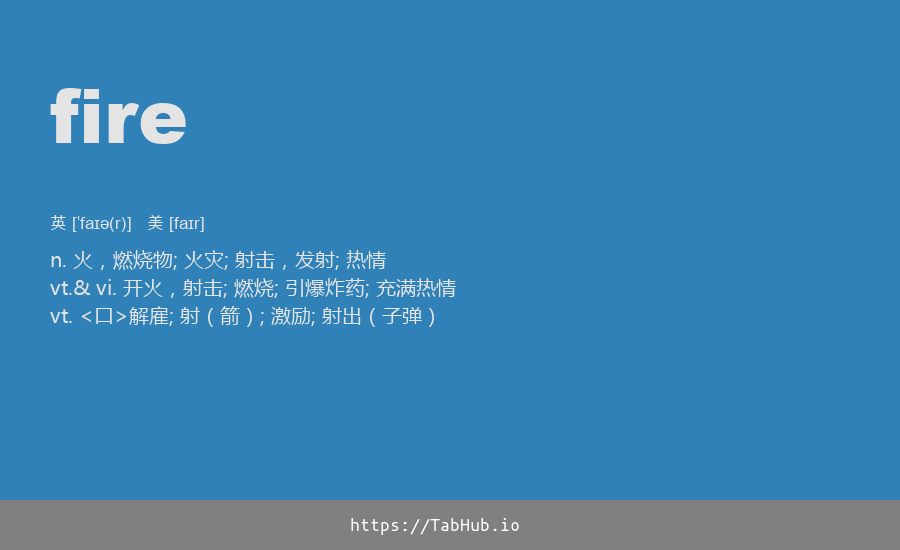 fire
英 ['faɪə(r)] 美 [faɪr]
n. 火，燃烧物; 火灾; 射击，发射; 热情
vt.& vi. 开火，射击; 燃烧; 引爆炸药; 充满热情
vt. <口>解雇; 射（箭）; 激励; 射出（子弹）
https://TabHub.io